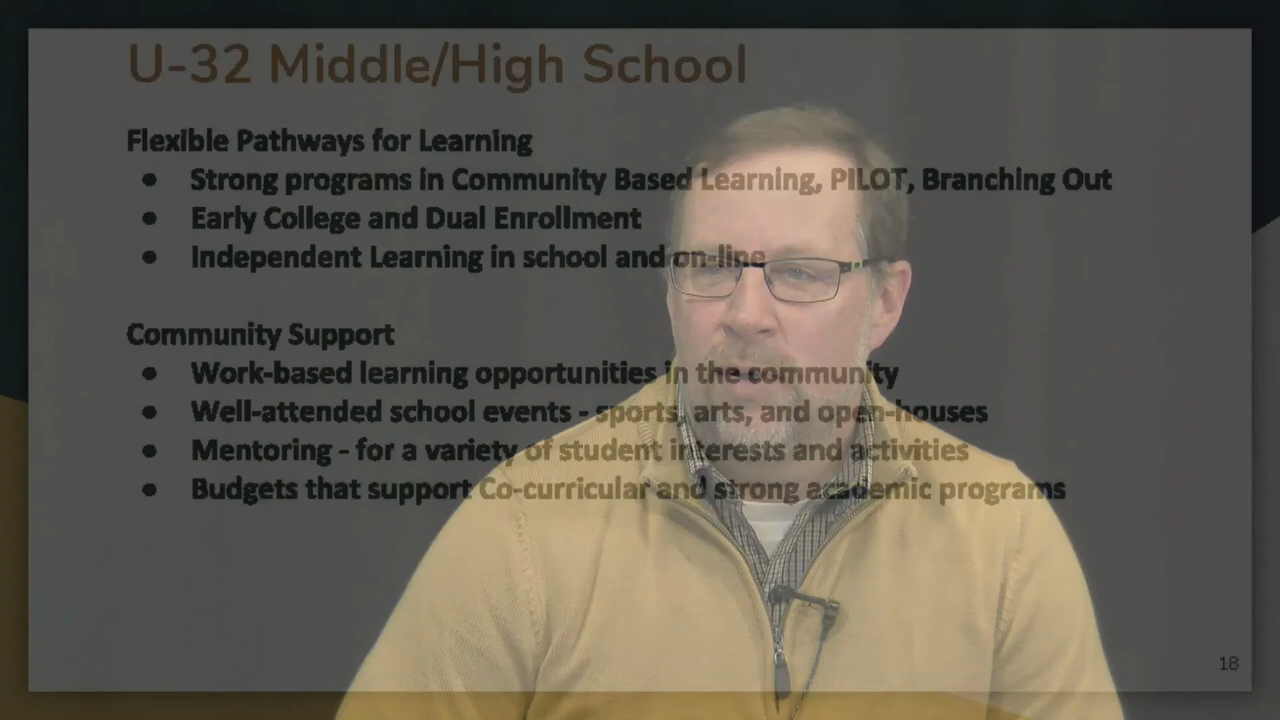 U-32 Middle/High School
Flexible Pathways for Learning
● Strong programs in Community Based Learning, PILOT, Branching Out
● Early College and Dual Enrollment
● Independent Learning in school and on-line
Community Support
● Work-based learning opportunities in the community
● Well-attended school events - sports, arts, and open-houses
● Mentoring - for a variety of student interests and activities
● Budgets that support Co-curricular and strong academic programs
18